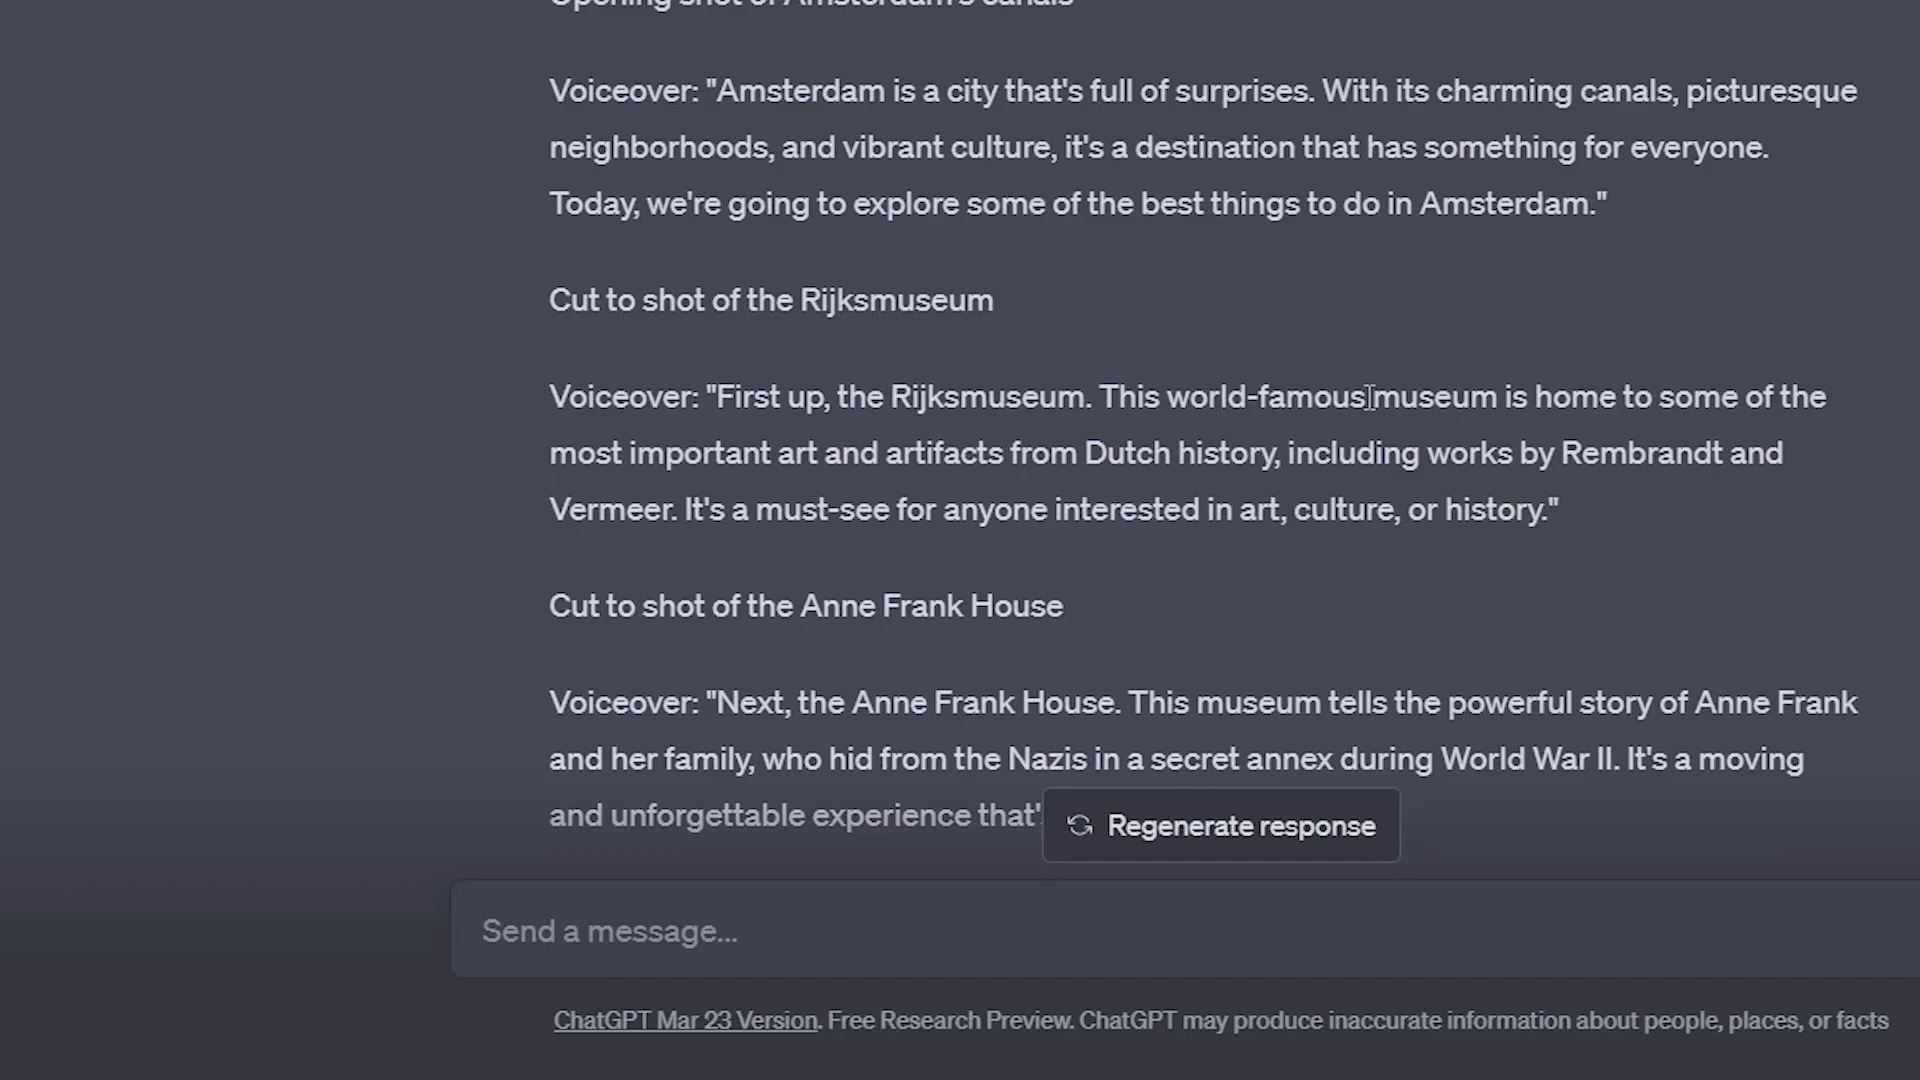 Opening shot of Amsterdam's canals
Voiceover: "Amsterdam is a city that's full of surprises. With its charming canals, picturesque
neighborhoods, and vibrant culture, it's a destination that has something for everyone.
Today, we're going to explore some of the best things to do in Amsterdam."
Cut to shot of the Rijksmuseum
Voiceover: "First up, the Rijksmuseum. This world-famous museum is home to some of the
most important art and artifacts from Dutch history, including works by Rembrandt and
Vermeer. It's a must-see for anyone interested in art, culture, or history."
Cut to shot of the Anne Frank House
Voiceover: "Next, the Anne Frank House. This museum tells the powerful story of Anne Frank
and her family, who hid from the Nazis in a secret annex during World War II. It's a moving
and unforgettable experience that'
Regenerate response
Send a message...
ChatGPT Mar 23 Version. Free Research Preview. ChatGPT may produce inaccurate information about people, places, or facts